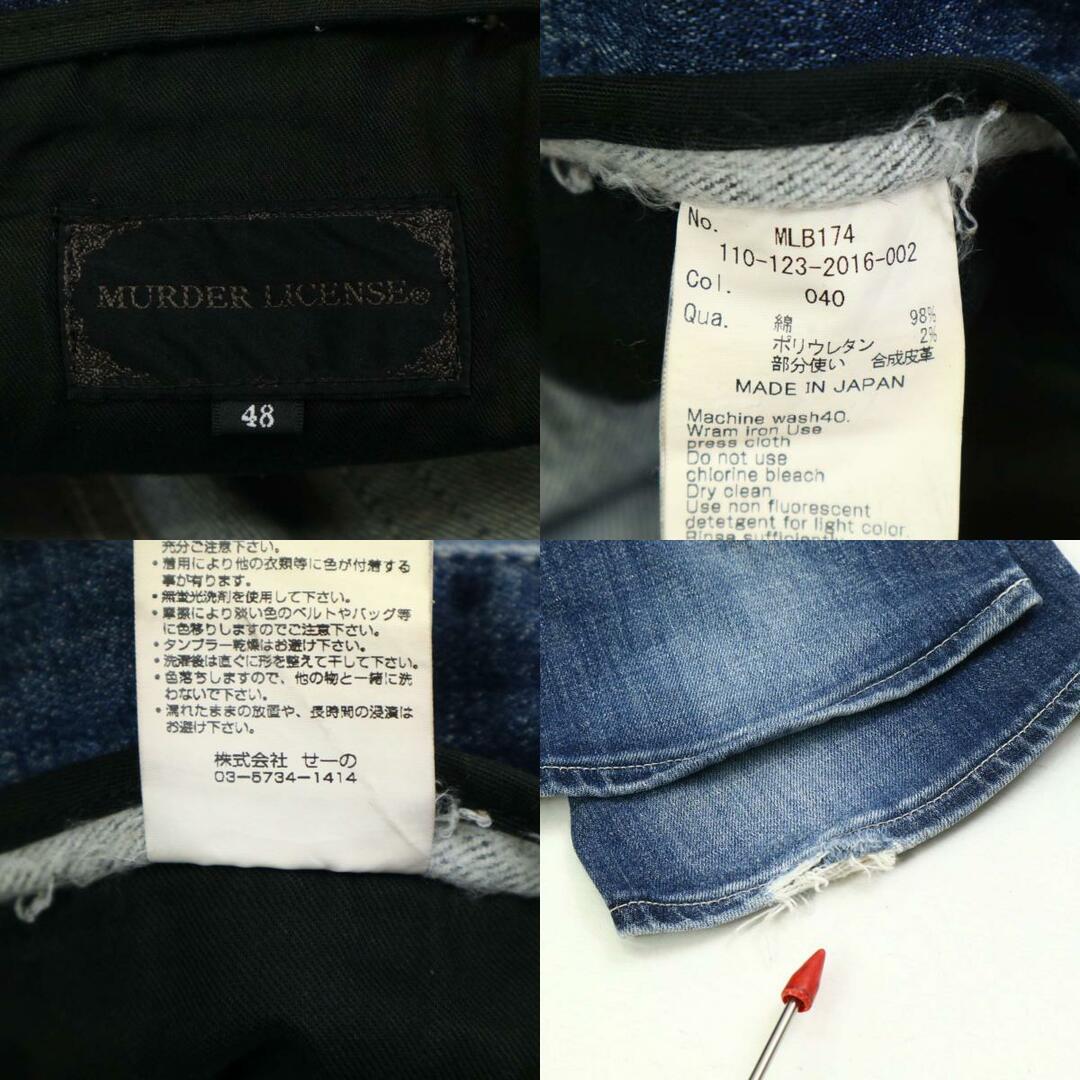 MURDER LICENSE®
48
No. MLB174
110-123-2016-002
Col. 040
Qua. 綿 98%
ポリウレタン 2%
部分使い 合成皮革
MADE IN JAPAN
Machine wash40.
Wram iron Use
press cloth
Do not use
chlorine bleach
Dry clean
Use non fluorescent
detetgent for light color.
Rinse sufficiently
充分ご注意下さい。
・着用により他の衣類等に色が付着する
事が有ります。
・無蛍光洗剤を使用して下さい。
・摩擦により淡い色のベルトやバッグ等
に色移りしますのでご注意下さい。
・タンブラー乾燥はお避け下さい。
・洗濯後は直ぐに形を整えて干して下さい。
・色落ちしますので、他の物と一緒に洗
わないで下さい。
・濡れたままの放置や、長時間の浸漬は
お避け下さい。
株式会社 せーの
03-5734-1414